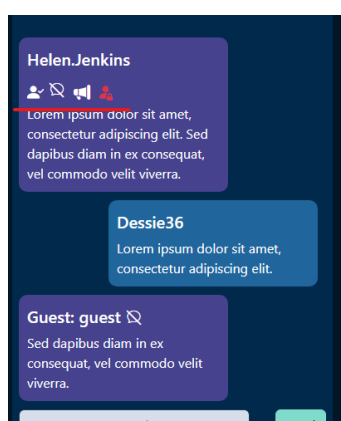 Helen.Jenkins
Lorem ipsum dolor sit amet,
consectetur adipiscing elit. Sed
dapibus diam in ex consequat,
vel commodo velit viverra.
Dessie36
Lorem ipsum dolor sit amet,
consectetur adipiscing elit.
Guest: guest
Sed dapibus diam in ex
consequat, vel commodo velit
viverra.